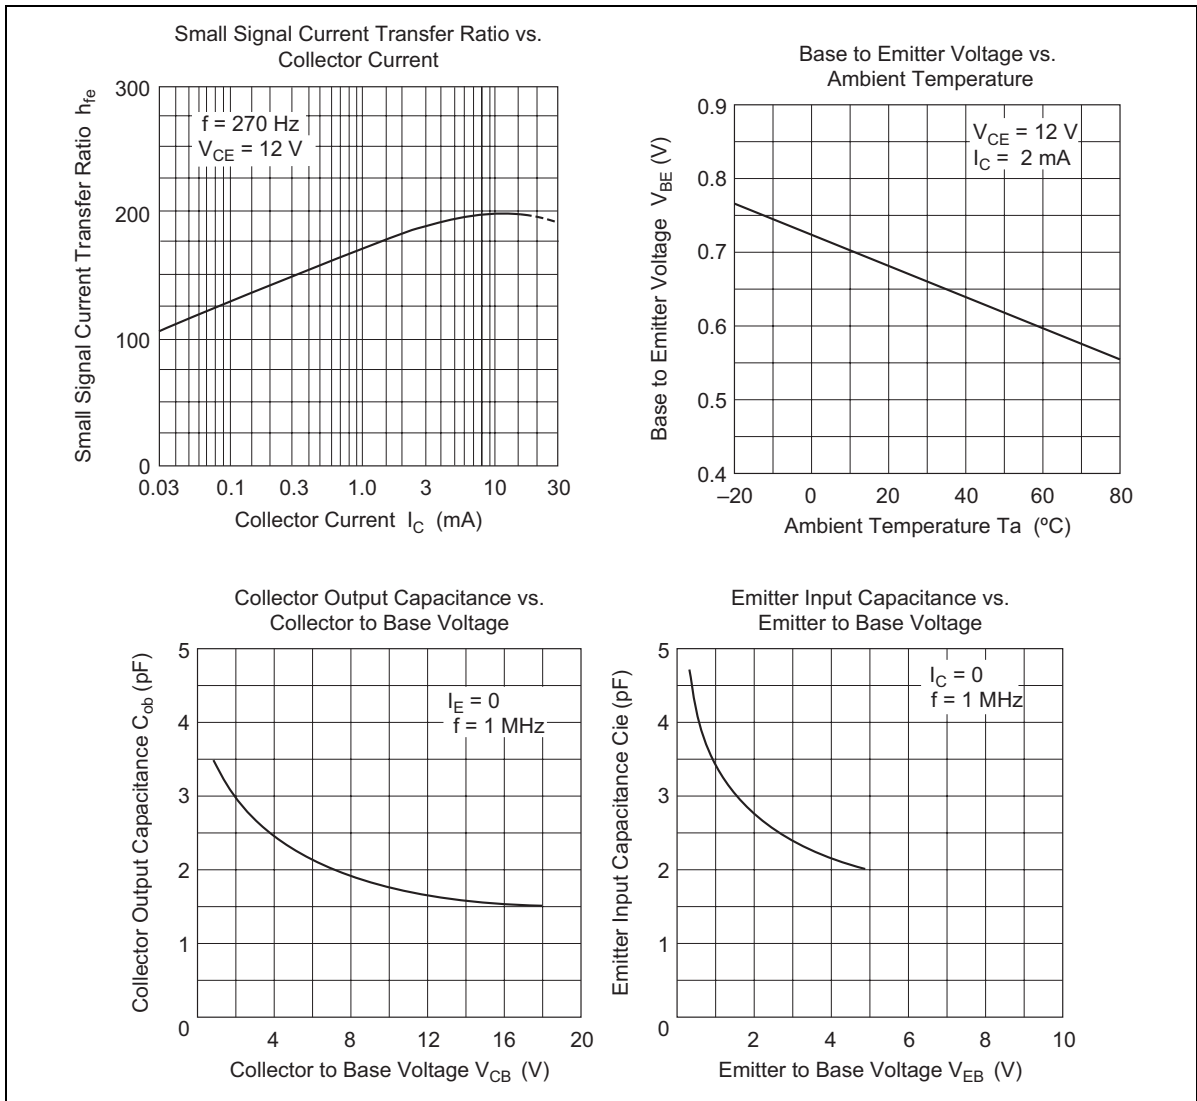 Small Signal Current Transfer Ratio vs.
Collector Current
Small Signal Current Transfer Ratio hfe
300
200
100
0
f = 270 Hz
VCE = 12 V
0.03 0.1 0.3 1.0 3 10 30
Collector Current IC (mA)
Base to Emitter Voltage vs.
Ambient Temperature
Base to Emitter Voltage VBE (V)
0.9
0.8
0.7
0.6
0.5
0.4
VCE = 12 V
IC = 2 mA
–20 0 20 40 60 80
Ambient Temperature Ta (ºC)
Collector Output Capacitance vs.
Collector to Base Voltage
Collector Output Capacitance Cob (pF)
5
4
3
2
1
0
IE = 0
f = 1 MHz
4 8 12 16 20
Collector to Base Voltage VCB (V)
Emitter Input Capacitance vs.
Emitter to Base Voltage
Emitter Input Capacitance Cie (pF)
5
4
3
2
1
0
IC = 0
f = 1 MHz
2 4 6 8 10
Emitter to Base Voltage VEB (V)